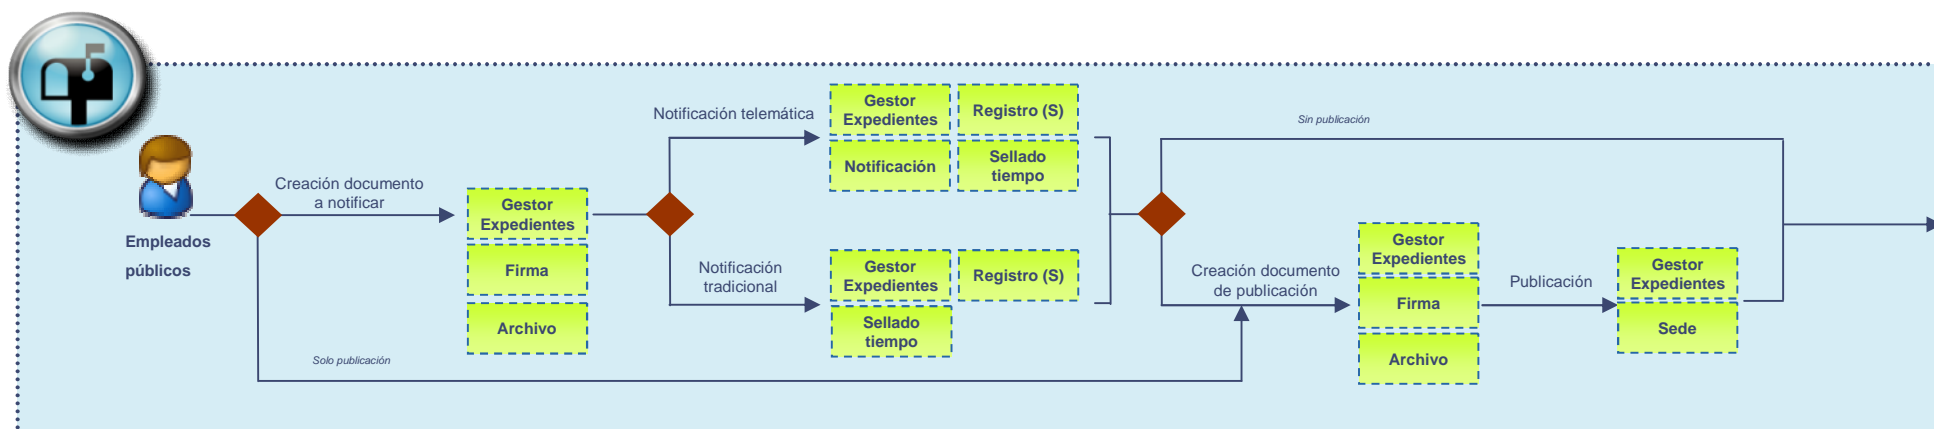 Empleados
públicos
Creación documento
a notificar
Solo publicación
Gestor
Expedientes
Firma
Archivo
Notificación telemática
Gestor
Expedientes
Registro (S)
Notificación
Sellado
tiempo
Notificación
tradicional
Gestor
Expedientes
Registro (S)
Sellado
tiempo
Sin publicación
Creación documento
de publicación
Gestor
Expedientes
Firma
Archivo
Publicación
Gestor
Expedientes
Sede